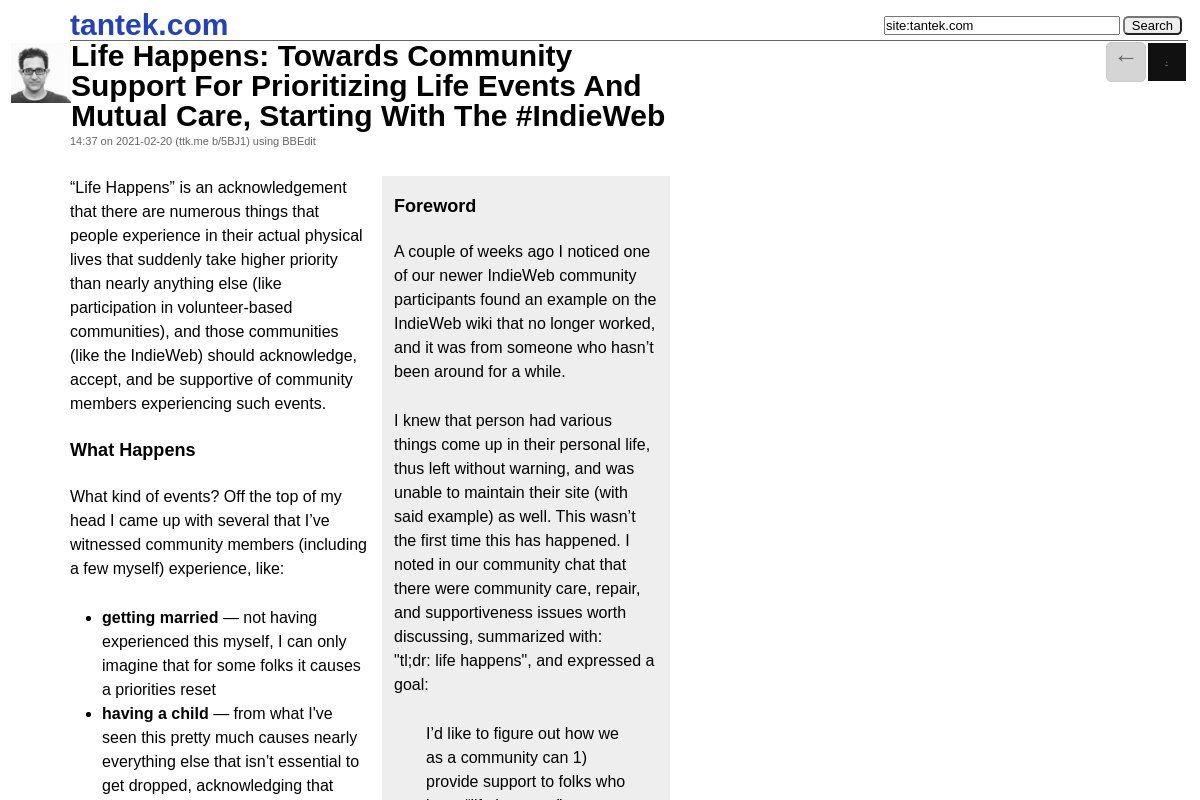 tantek.com
site:tantek.com
Search
←
Life Happens: Towards Community
Support For Prioritizing Life Events And
Mutual Care, Starting With The #IndieWeb
14:37 on 2021-02-20 (ttk.me b/5BJ1) using BBEdit
“Life Happens” is an acknowledgement
that there are numerous things that
people experience in their actual physical
lives that suddenly take higher priority
than nearly anything else (like
participation in volunteer-based
communities), and those communities
(like the IndieWeb) should acknowledge,
accept, and be supportive of community
members experiencing such events.
What Happens
What kind of events? Off the top of my
head I came up with several that I’ve
witnessed community members (including
a few myself) experience, like:
• getting married — not having
experienced this myself, I can only
imagine that for some folks it causes
a priorities reset
• having a child — from what I've
seen this pretty much causes nearly
everything else that isn’t essential to
get dropped, acknowledging that
Foreword
A couple of weeks ago I noticed one
of our newer IndieWeb community
participants found an example on the
IndieWeb wiki that no longer worked,
and it was from someone who hasn’t
been around for a while.
I knew that person had various
things come up in their personal life,
thus left without warning, and was
unable to maintain their site (with
said example) as well. This wasn’t
the first time this has happened. I
noted in our community chat that
there were community care, repair,
and supportiveness issues worth
discussing, summarized with:
"tl;dr: life happens", and expressed a
goal:
I’d like to figure out how we
as a community can 1)
provide support to folks who